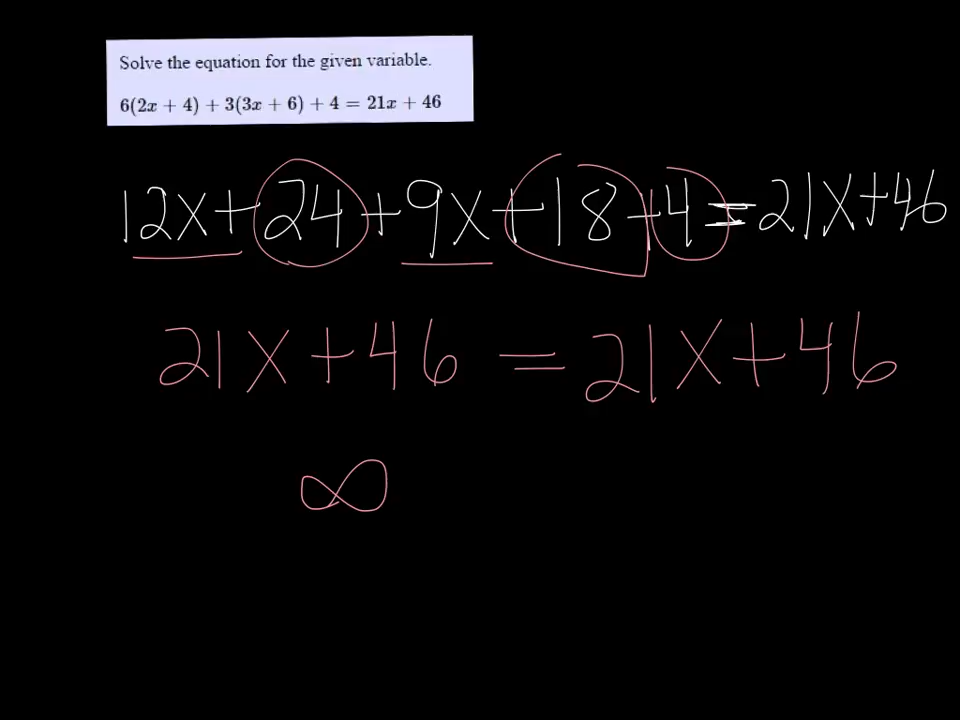 Solve the equation for the given variable.
6(2x + 4) + 3(3x + 6) + 4 = 21x + 46
12x+24+9x+18+4=21x+46
21x+46=21x+46
∞